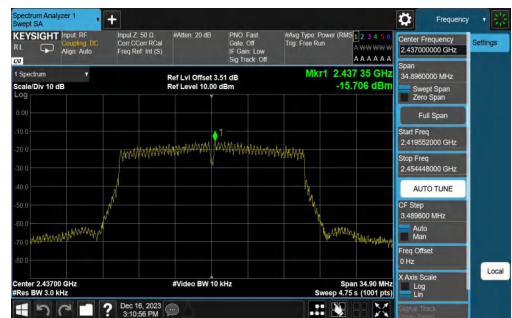 Spectrum Analyzer 1
Swept SA
+
Frequency
KEYSIGHT
RL
LV
Input: RF
Coupling: DC
Align: Auto
Input Z: 50 Ω
Corr CCorr RCal
Freq Ref: Int (S)
#Atten: 20 dB
PNO: Fast
Gate: Off
IF Gain: Low
Sig Track: Off
#Avg Type: Power (RMS
Trig: Free Run
1 2 3 4 5 6
A W W W W W
A A A A A A
1 Spectrum
Scale/Div 10 dB
Log
Ref Lvl Offset 3.51 dB
Ref Level 10.00 dBm
Mkr1 2.437 35 GHz
-15.706 dBm
0.00
-10.0
-20.0
-30.0
-40.0
-50.0
-60.0
-70.0
-80.0
1
Center 2.43700 GHz
#Res BW 3.0 kHz
#Video BW 10 kHz
Span 34.90 MHz
Sweep 4.75 s (1001 pts)
Center Frequency
2.437000000 GHz
Settings
Span
34.8960000 MHz
Swept Span
Zero Span
Full Span
Start Freq
2.419552000 GHz
Stop Freq
2.454448000 GHz
AUTO TUNE
CF Step
3.489600 MHz
Auto
Man
Freq Offset
0 Hz
X Axis Scale
Log
Lin
Local
Signal Track
?
Dec 16, 2023
3:10:56 PM